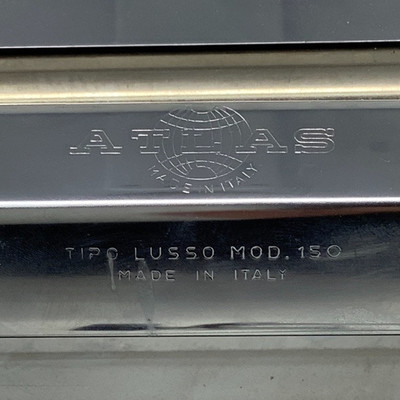 ATLAS
MADE IN ITALY
TIPO LUSSO MOD. 150
MADE IN ITALY